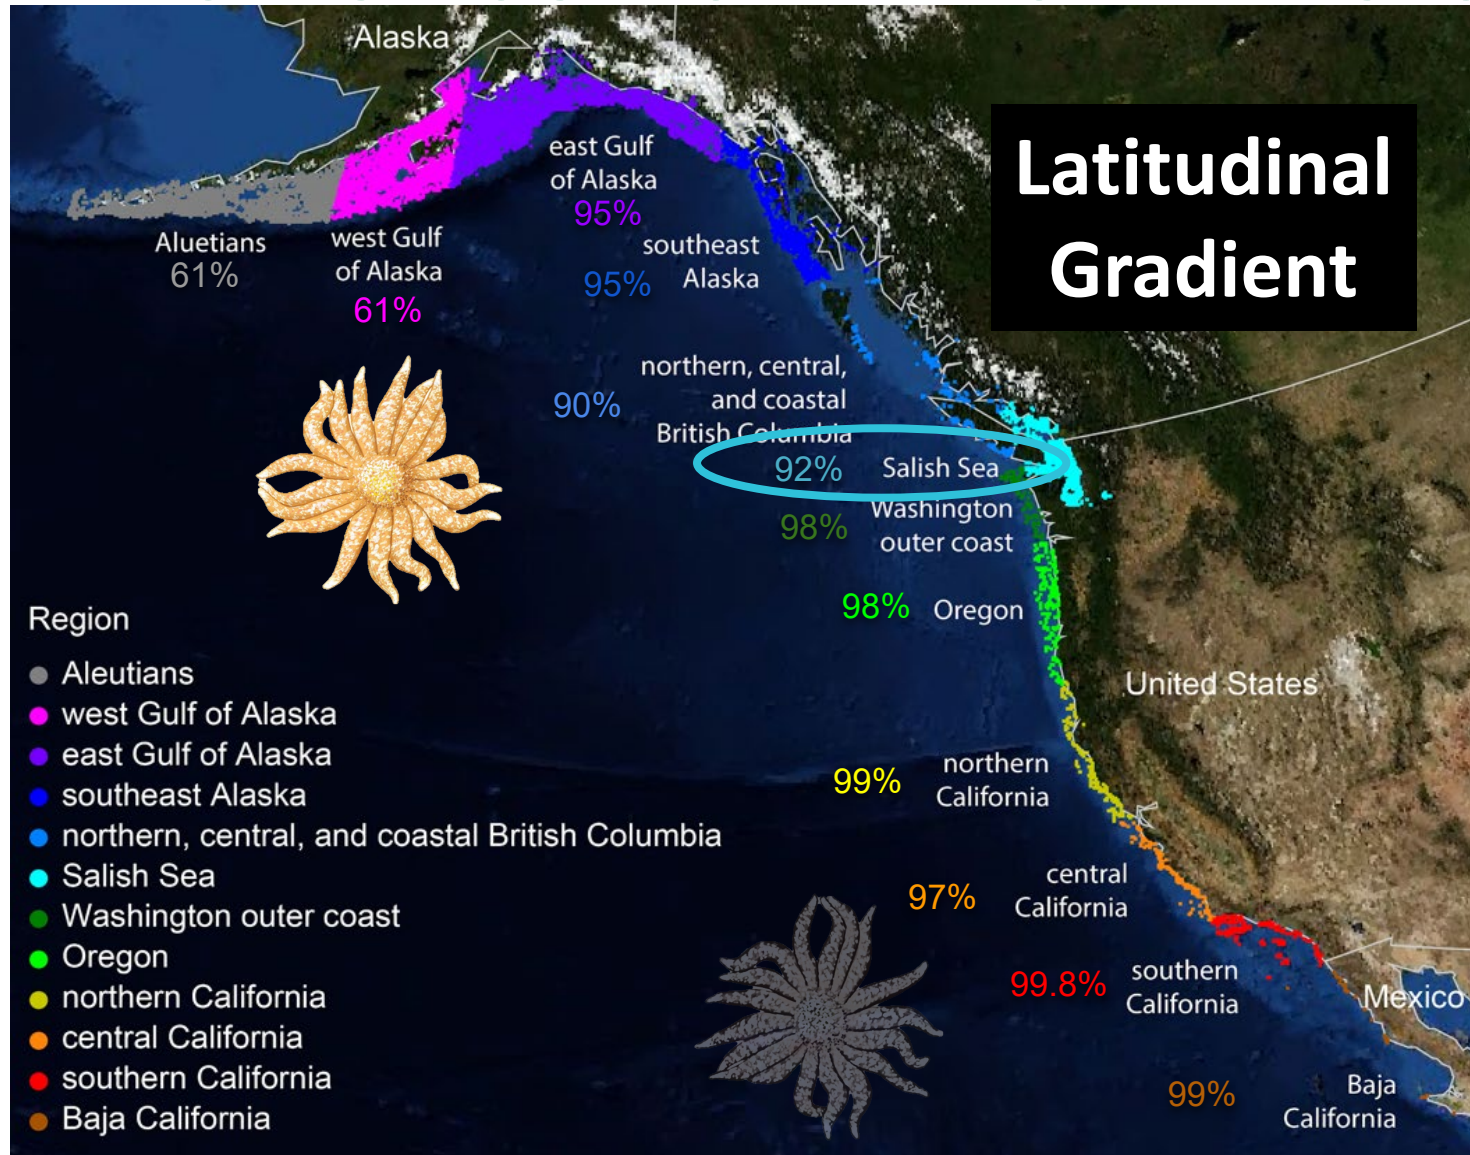 Alaska
Latitudinal
Gradient
east Gulf
of Alaska
95%
Aluetians
61%
west Gulf
of Alaska
61%
southeast
Alaska
95%
northern, central,
and coastal
British Columbia
90%
92%
Salish Sea
98%
Washington
outer coast
98%
Oregon
United States
99%
northern
California
97%
central
California
99.8%
southern
California
Mexico
99%
Baja
California
Region
Aleutians
west Gulf of Alaska
east Gulf of Alaska
southeast Alaska
northern, central, and coastal British Columbia
Salish Sea
Washington outer coast
Oregon
northern California
central California
southern California
Baja California